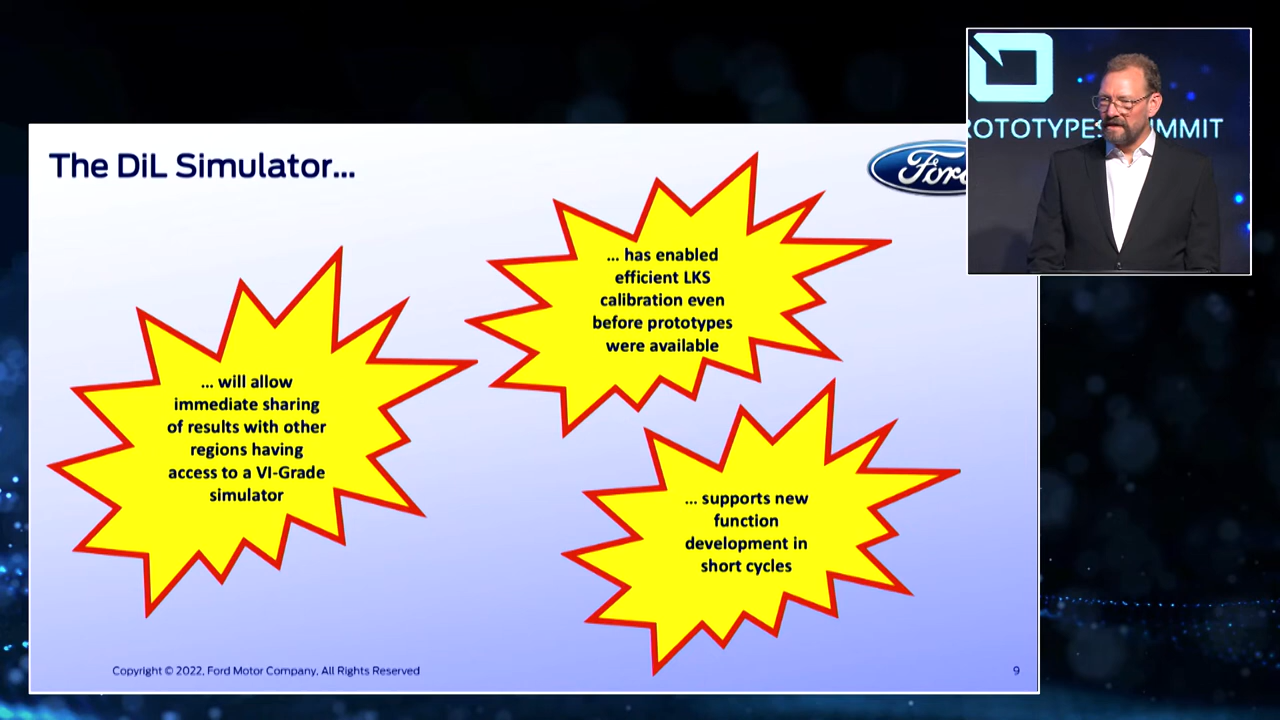 The DiL Simulator...
Ford
OTOTYPES
MMIT
... has enabled
efficient LKS
calibration even
before prototypes
were available
... will allow
immediate sharing
of results with other
regions having
access to a VI-Grade
simulator
... supports new
function
development in
short cycles
Copyright © 2022, Ford Motor Company, All Rights Reserved
9